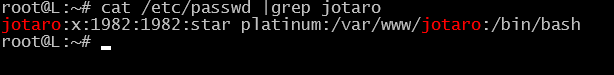 root@L:~# cat /etc/passwd |grep jotaro
jotaro:x:1982:1982:star platinum:/var/www/jotaro:/bin/bash
root@L:~#